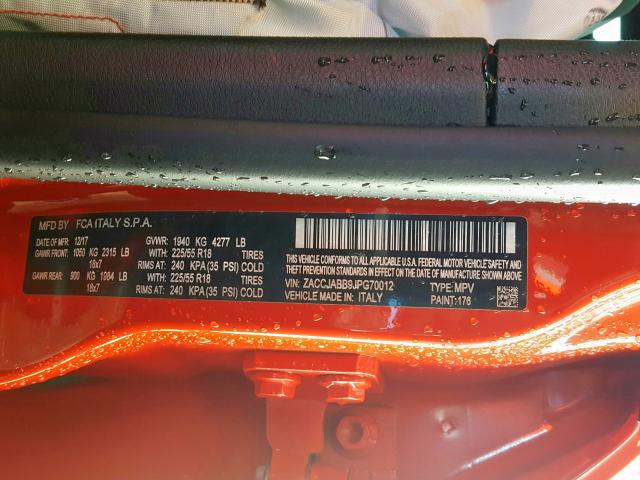 MFD BY FCA ITALY S.P.A.
12/17 GVWR: 1940 KG 4277 LB
GAWR FRONT: 1050 KG 2315 LB WITH: 225/55 R18 TIRES
18x7 RIMS AT: 240 KPA (35 PSI) COLD
GAWR REAR: 900 KG 1984 LB WITH: 225/55 R18 TIRES
18x7 RIMS AT: 240 KPA (35 PSI) COLD
THIS VEHICLE CONFORMS TO ALL APPLICABLE U.S.A. FEDERAL MOTOR
VEHICLE SAFETY, BUMPER AND THEFT PREVENTION STANDARDS IN
EFFECT ON THE DATE OF MANUFACTURE SHOWN ABOVE.
VIN: ZACCJABB9JPG70012 TYPE: MPV
VEHICLE MADE IN: ITALY PAINT: 176